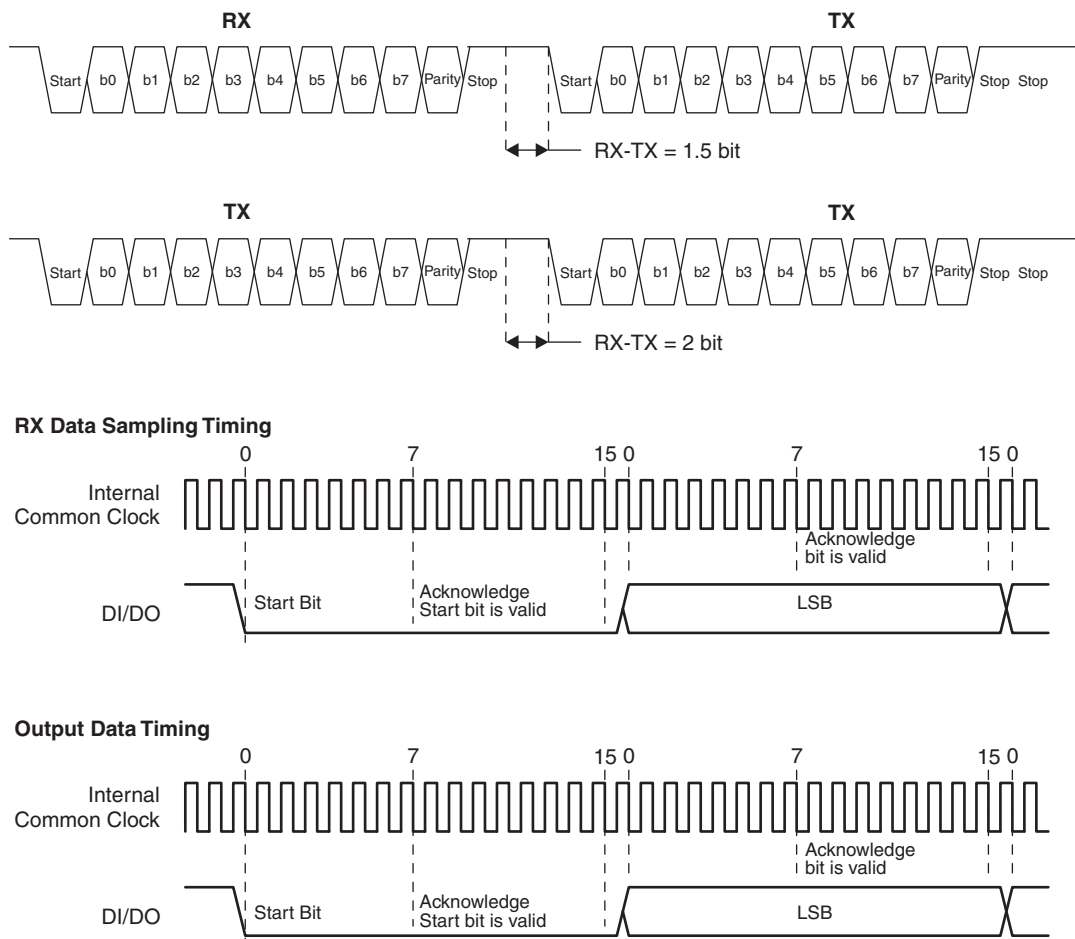 RX TX
Start b0 b1 b2 b3 b4 b5 b6 b7 Parity Stop Start b0 b1 b2 b3 b4 b5 b6 b7 Parity Stop Stop
RX-TX = 1.5 bit
TX TX
Start b0 b1 b2 b3 b4 b5 b6 b7 Parity Stop Start b0 b1 b2 b3 b4 b5 b6 b7 Parity Stop Stop
RX-TX = 2 bit
RX Data Sampling Timing
0 7 15 0 7 15 0
Internal
Common Clock
Acknowledge
bit is valid
DI/DO
Start Bit
Acknowledge
Start bit is valid
LSB
Output Data Timing
0 7 15 0 7 15 0
Internal
Common Clock
Acknowledge
bit is valid
DI/DO
Start Bit
Acknowledge
Start bit is valid
LSB